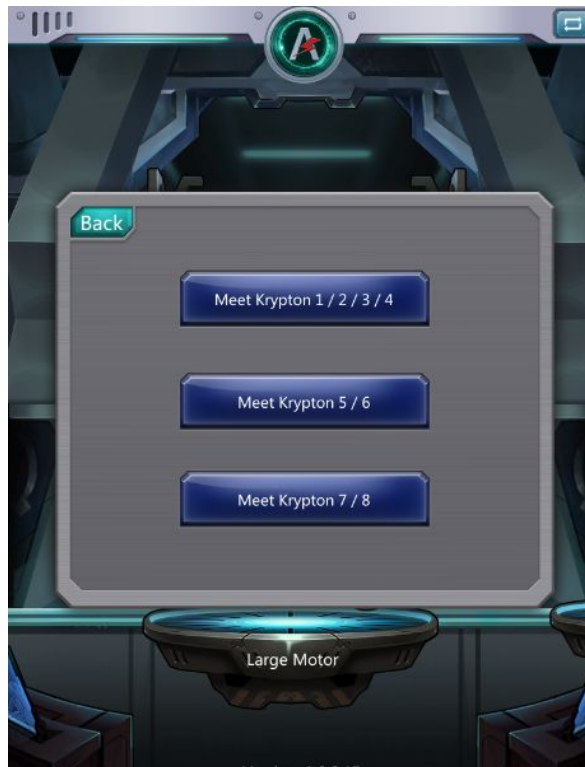 Back
Meet Krypton 1 / 2 / 3 / 4
Meet Krypton 5 / 6
Meet Krypton 7 / 8
Large Motor